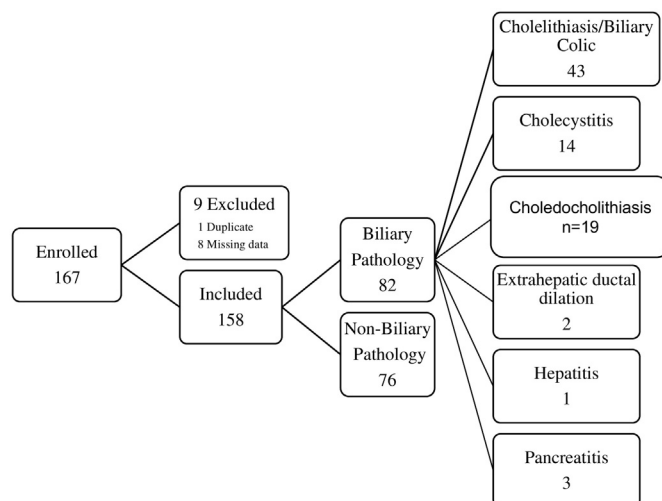 Enrolled
167
9 Excluded
1 Duplicate
8 Missing data
Included
158
Biliary
Pathology
82
Non-Biliary
Pathology
76
Cholelithiasis/Biliary
Colic
43
Cholecystitis
14
Choledocholithiasis
n=19
Extrahepatic ductal
dilation
2
Hepatitis
1
Pancreatitis
3